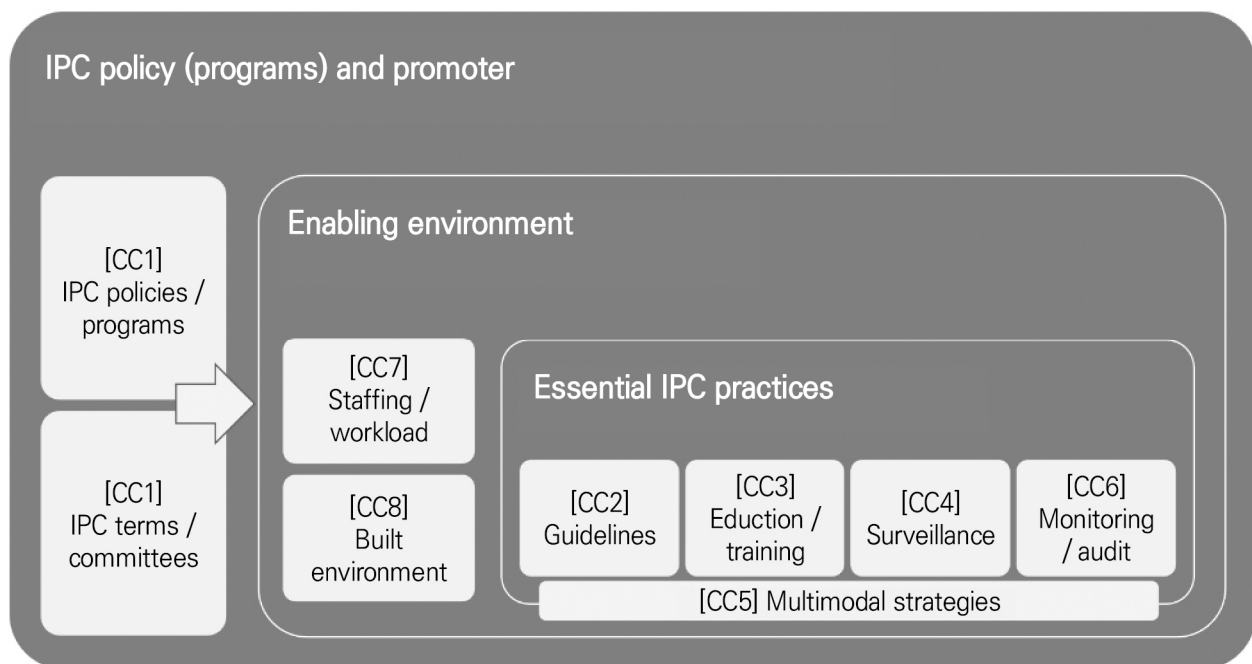 IPC policy (programs) and promoter
[CC1]
IPC policies /
programs
[CC1]
IPC terms /
committees
Enabling environment
[CC7]
Staffing /
workload
[CC8]
Built
environment
Essential IPC practices
[CC2]
Guidelines
[CC3]
Eduction /
training
[CC4]
Surveillance
[CC6]
Monitoring
/ audit
[CC5] Multimodal strategies